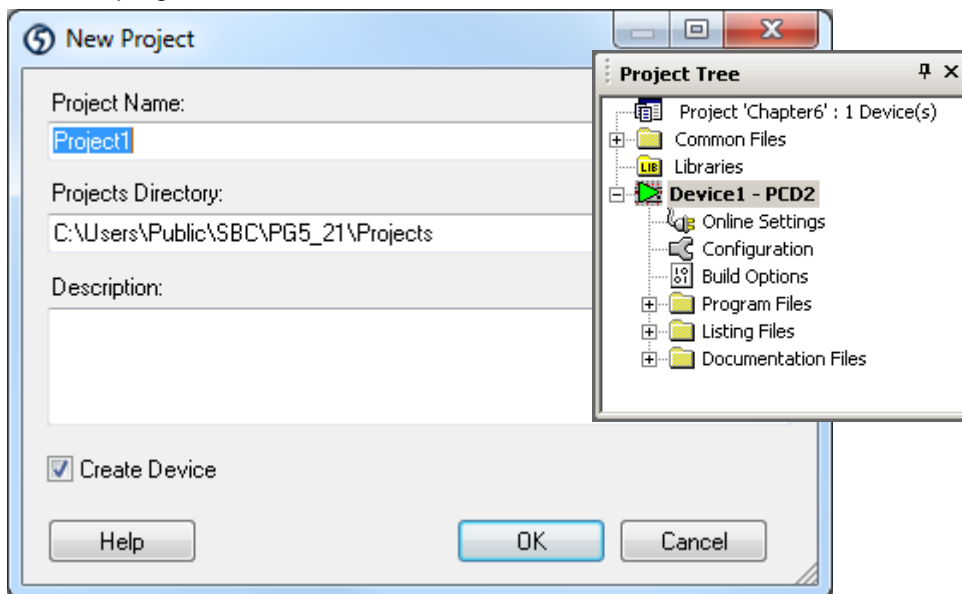 New Project
Project Name:
Project1
Projects Directory:
C:\Users\Public\SBC\PG5_21\Projects
Description:
Create Device
Help
OK
Cancel
Project Tree
Project 'Chapter6' : 1 Device(s)
Common Files
LIB Libraries
Device1 - PCD2
Online Settings
Configuration
Build Options
Program Files
Listing Files
Documentation Files